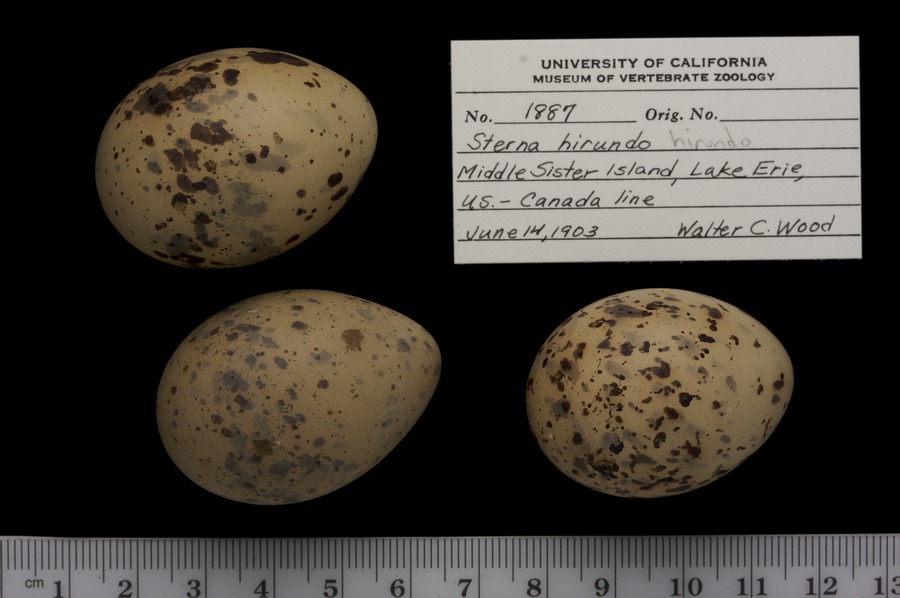 UNIVERSITY OF CALIFORNIA
MUSEUM OF VERTEBRATE ZOOLOGY
No. 1887 Orig. No.
Sterna hirundo hirundo
Middle Sister Island, Lake Erie,
U.S. - Canada line
June 14, 1903 Walter C. Wood
cm 1 2 3 4 5 6 7 8 9 10 11 12 13